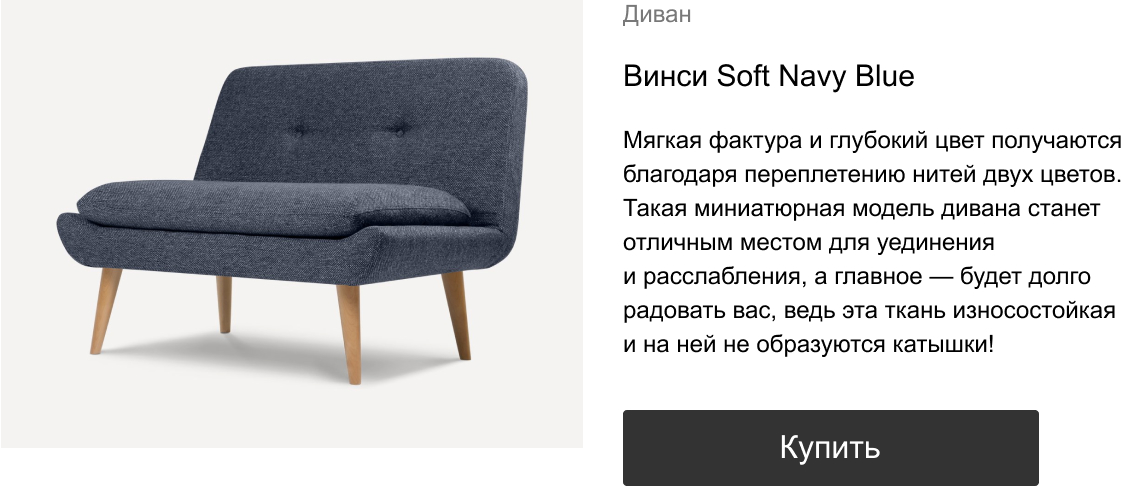 Диван
Винси Soft Navy Blue
Мягкая фактура и глубокий цвет получаются
благодаря переплетению нитей двух цветов.
Такая миниатюрная модель дивана станет
отличным местом для уединения
и расслабления, а главное — будет долго
радовать вас, ведь эта ткань износостойкая
и на ней не образуются катышки!
Купить